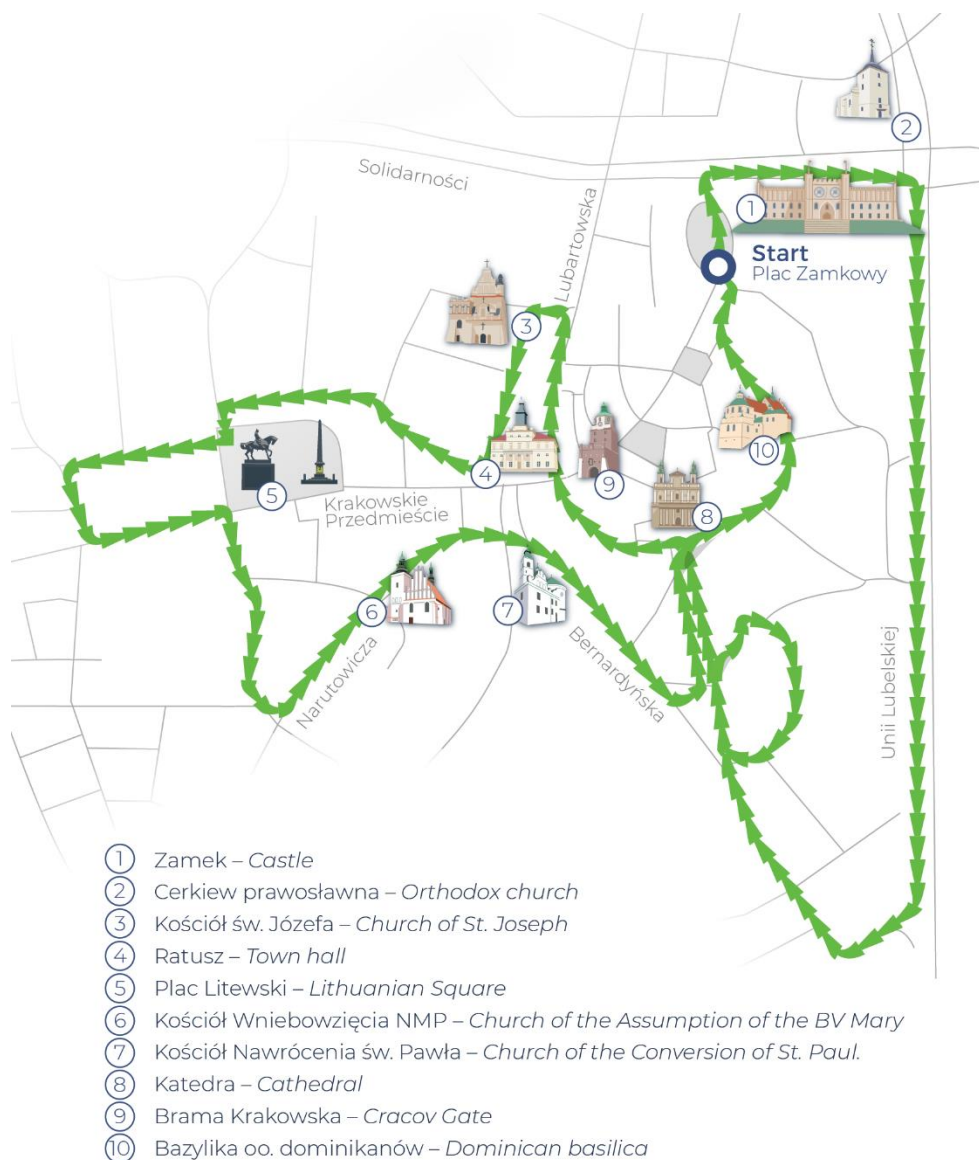 2
Solidarności
1
Start
Plac Zamkowy
Lubartowska
3
4
5
Krakowskie
Przedmieście
9
10
8
6
7
Narutowicza
Bernardyńska
Unii Lubelskiej
1 Zamek – Castle
2 Cerkiew prawosławna – Orthodox church
3 Kościół św. Józefa – Church of St. Joseph
4 Ratusz – Town hall
5 Plac Litewski – Lithuanian Square
6 Kościół Wniebowzięcia NMP – Church of the Assumption of the BV Mary
7 Kościół Nawrócenia św. Pawła – Church of the Conversion of St. Paul.
8 Katedra – Cathedral
9 Brama Krakowska – Cracov Gate
10 Bazylika oo. dominikanów – Dominican basilica